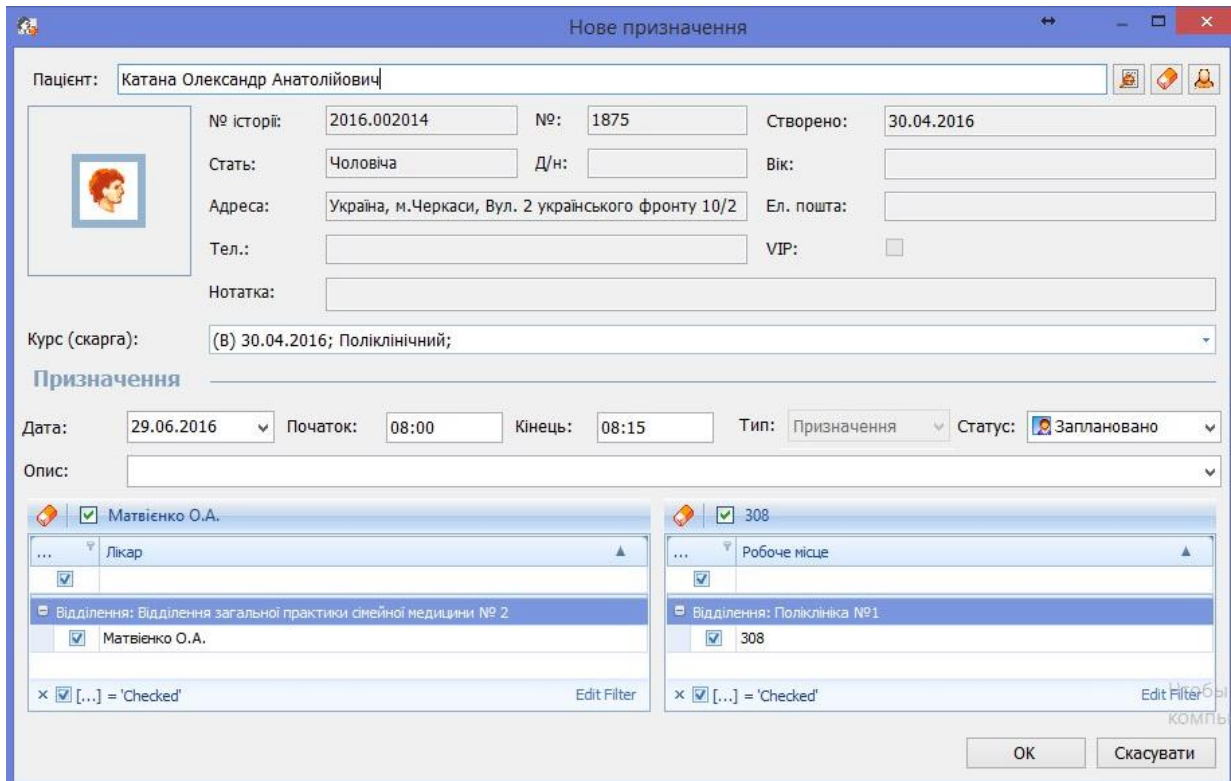 Нове призначення
Пацієнт: Катана Олександр Анатолійович
№ історії: 2016.002014 №: 1875 Створено: 30.04.2016
Стать: Чоловіча Д/н: Вік:
Адреса: Україна, м.Черкаси, Вул. 2 українського фронту 10/2 Ел. пошта:
Тел.: VIP:
Нотатка:
Курс (скарга): (В) 30.04.2016; Поліклінічний;
Призначення
Дата: 29.06.2016 Початок: 08:00 Кінець: 08:15 Тип: Призначення Статус: Заплановано
Опис:
Матвієнко О.А. 308
... Лікар ... Робоче місце
Відділення: Відділення загальної практики сімейної медицини № 2 Відділення: Поліклініка №1
Матвієнко О.А. 308
[...] = 'Checked' Edit Filter [...] = 'Checked' Edit Filter
OK Скасувати